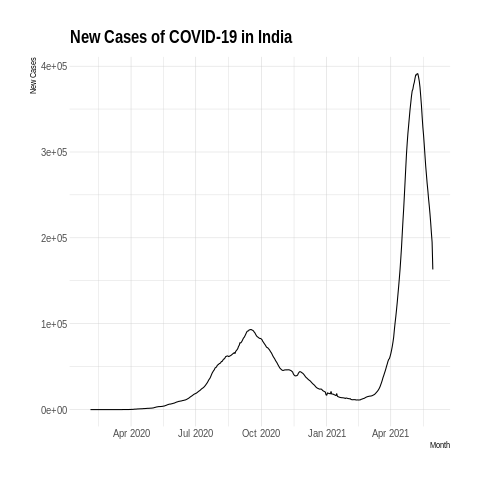 New Cases of COVID-19 in India
New Cases
4e+05
3e+05
2e+05
1e+05
0e+00
Apr 2020 Jul 2020 Oct 2020 Jan 2021 Apr 2021
Month